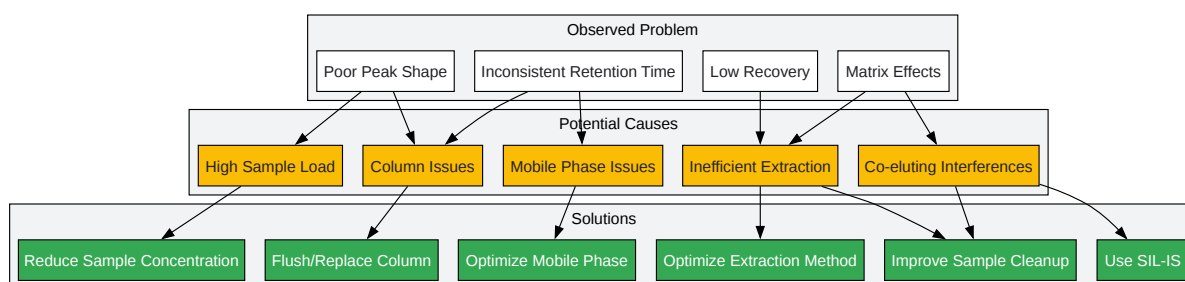 Observed Problem
Poor Peak Shape
Inconsistent Retention Time
Low Recovery
Matrix Effects
Potential Causes
High Sample Load
Column Issues
Mobile Phase Issues
Inefficient Extraction
Co-eluting Interferences
Solutions
Reduce Sample Concentration
Flush/Replace Column
Optimize Mobile Phase
Optimize Extraction Method
Improve Sample Cleanup
Use SIL-IS